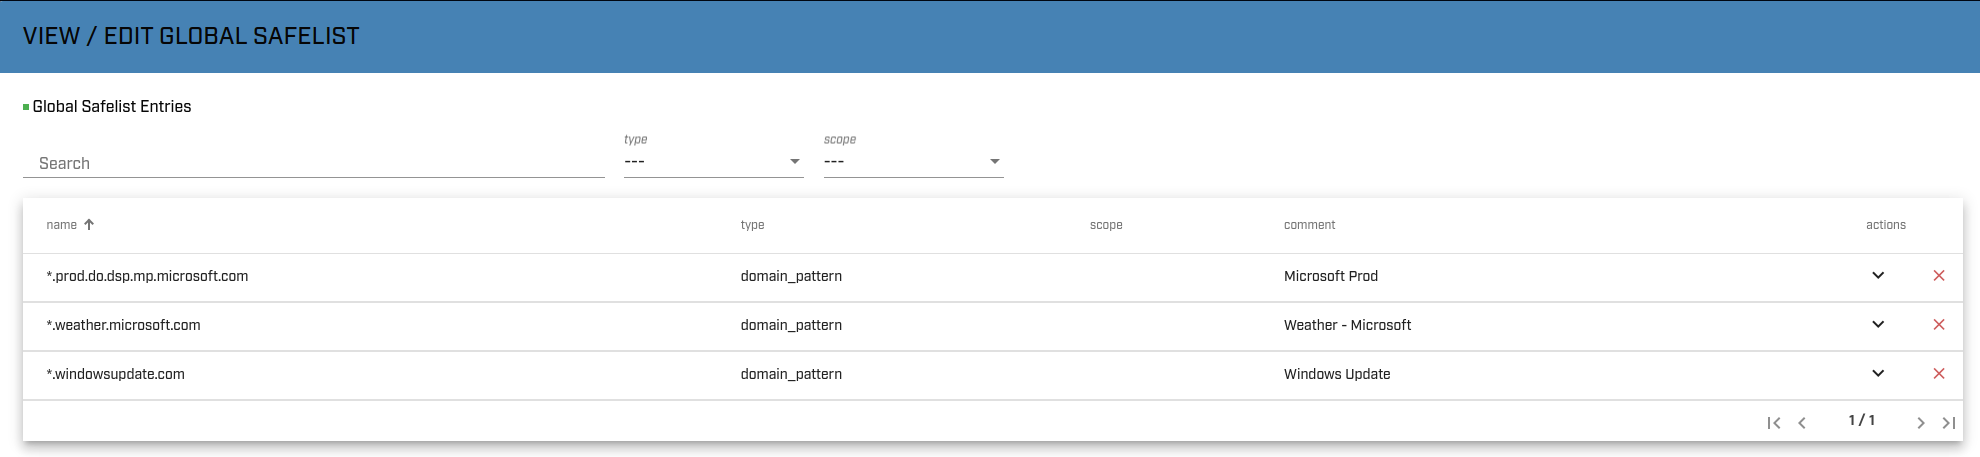 VIEW / EDIT GLOBAL SAFELIST
Global Safelist Entries
type scope
Search --- ---
name type scope comment actions
*.prod.do.dsp.mp.microsoft.com domain_pattern Microsoft Prod
*.weather.microsoft.com domain_pattern Weather - Microsoft
*.windowsupdate.com domain_pattern Windows Update
1 / 1